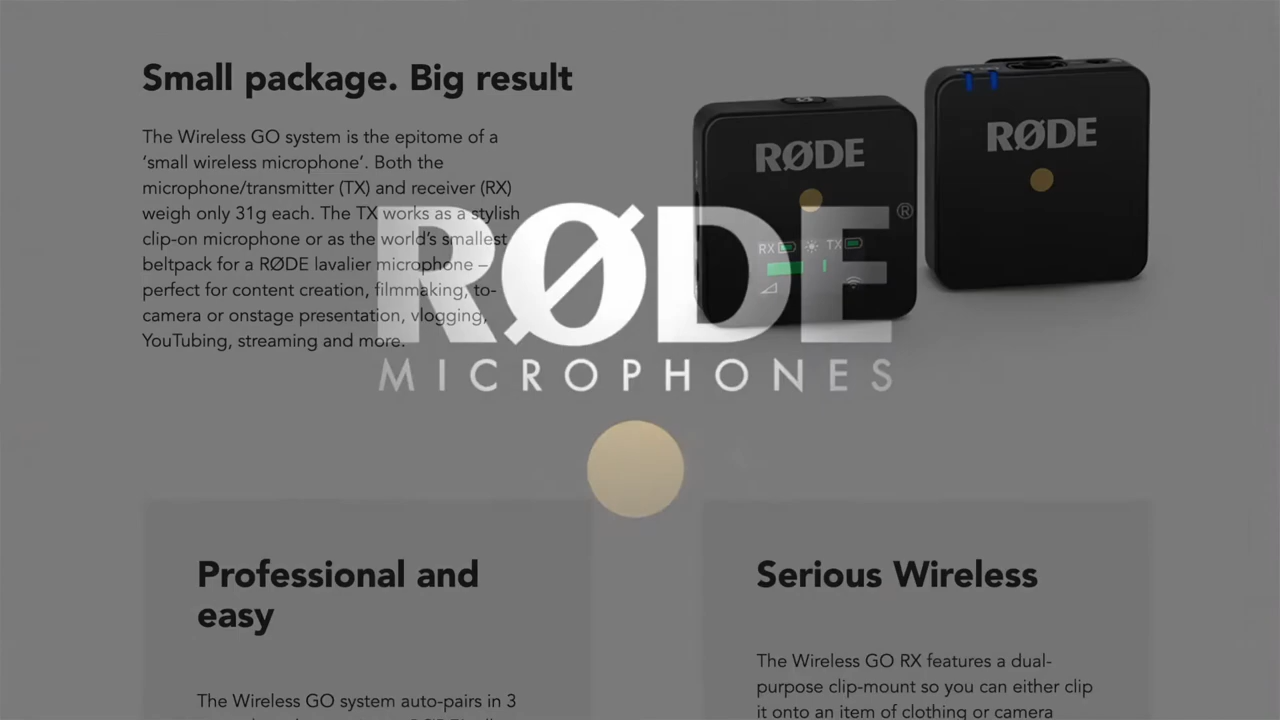 Small package. Big result
The Wireless GO system is the epitome of a
‘small wireless microphone’. Both the
microphone/transmitter (TX) and receiver (RX)
weigh only 31g each. The TX works as a stylish
clip-on microphone or as the world’s smallest
beltpack for a RØDE lavalier microphone –
perfect for content creation, filmmaking, to-
camera or onstage presentation, vlogging,
YouTubing, streaming and more.
RØDE
RX TX
RØDE
RØDE®
MICROPHONES
Professional and
easy
The Wireless GO system auto-pairs in 3
Serious Wireless
The Wireless GO RX features a dual-
purpose clip-mount so you can either clip
it onto an item of clothing or camera